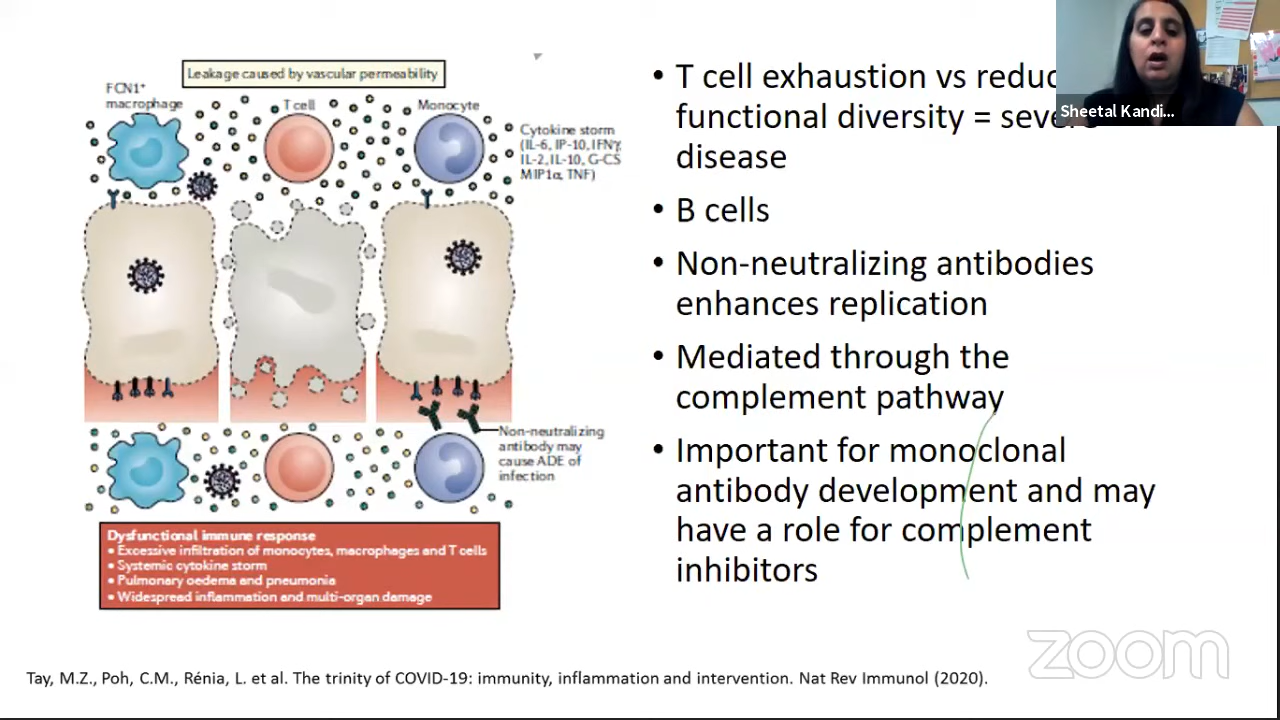 Leakage caused by vascular permeability
FCN1⁺
macrophage
T cell
Monocyte
Cytokine storm
(IL-6, IP-10, IFNγ,
IL-2, IL-10, G-CS
MIP1α, TNF)
Non-neutralizing
antibody may
cause ADE of
infection
Dysfunctional immune response
• Excessive infiltration of monocytes, macrophages and T cells
• Systemic cytokine storm
• Pulmonary oedema and pneumonia
• Widespread inflammation and multi-organ damage
• T cell exhaustion vs
functional diversity = severe
disease
• B cells
• Non-neutralizing antibodies
enhances replication
• Mediated through the
complement pathway
• Important for monoclonal
antibody development and may
have a role for complement
inhibitors
Sheetal Kandi...
Tay, M.Z., Poh, C.M., Rénia, L. et al. The trinity of COVID-19: immunity, inflammation and intervention. Nat Rev Immunol (2020).
zoom